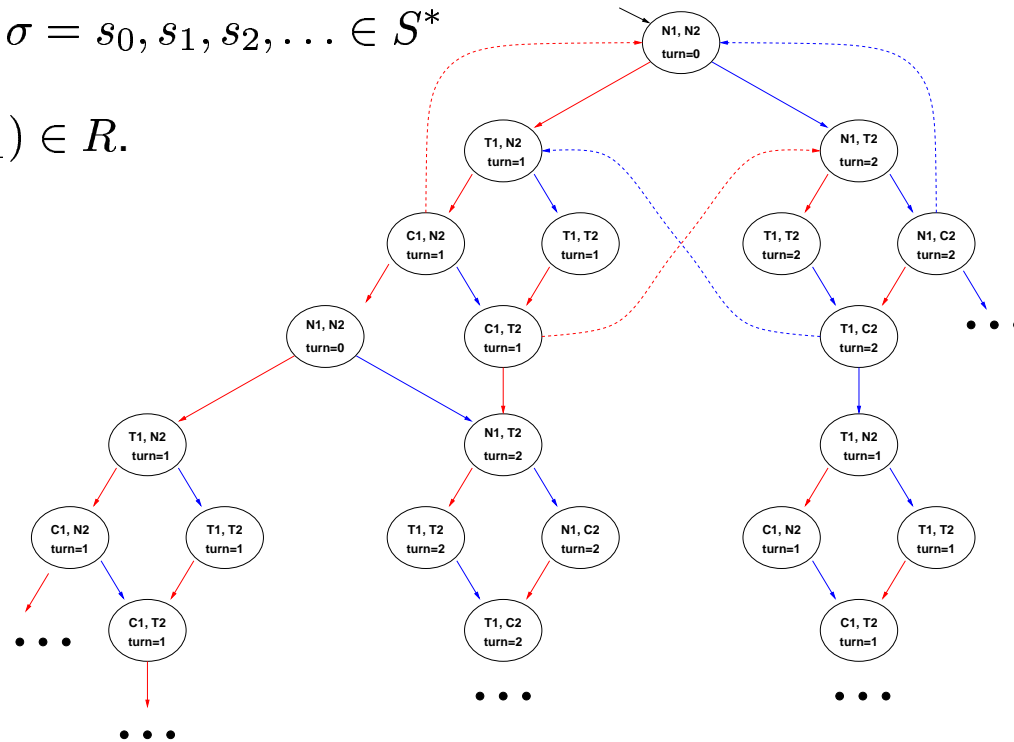 σ = s₀, s₁, s₂, . . . ∈ S*
) ∈ R.
N1, N2
turn=0
T1, N2
turn=1
N1, T2
turn=2
C1, N2
turn=1
T1, T2
turn=1
T1, T2
turn=2
N1, C2
turn=2
N1, N2
turn=0
C1, T2
turn=1
T1, C2
turn=2
• • •
T1, N2
turn=1
N1, T2
turn=2
T1, N2
turn=1
C1, N2
turn=1
T1, T2
turn=1
T1, T2
turn=2
N1, C2
turn=2
C1, N2
turn=1
T1, T2
turn=1
• • •
C1, T2
turn=1
T1, C2
turn=2
C1, T2
turn=1
• • •
• • •
• • •